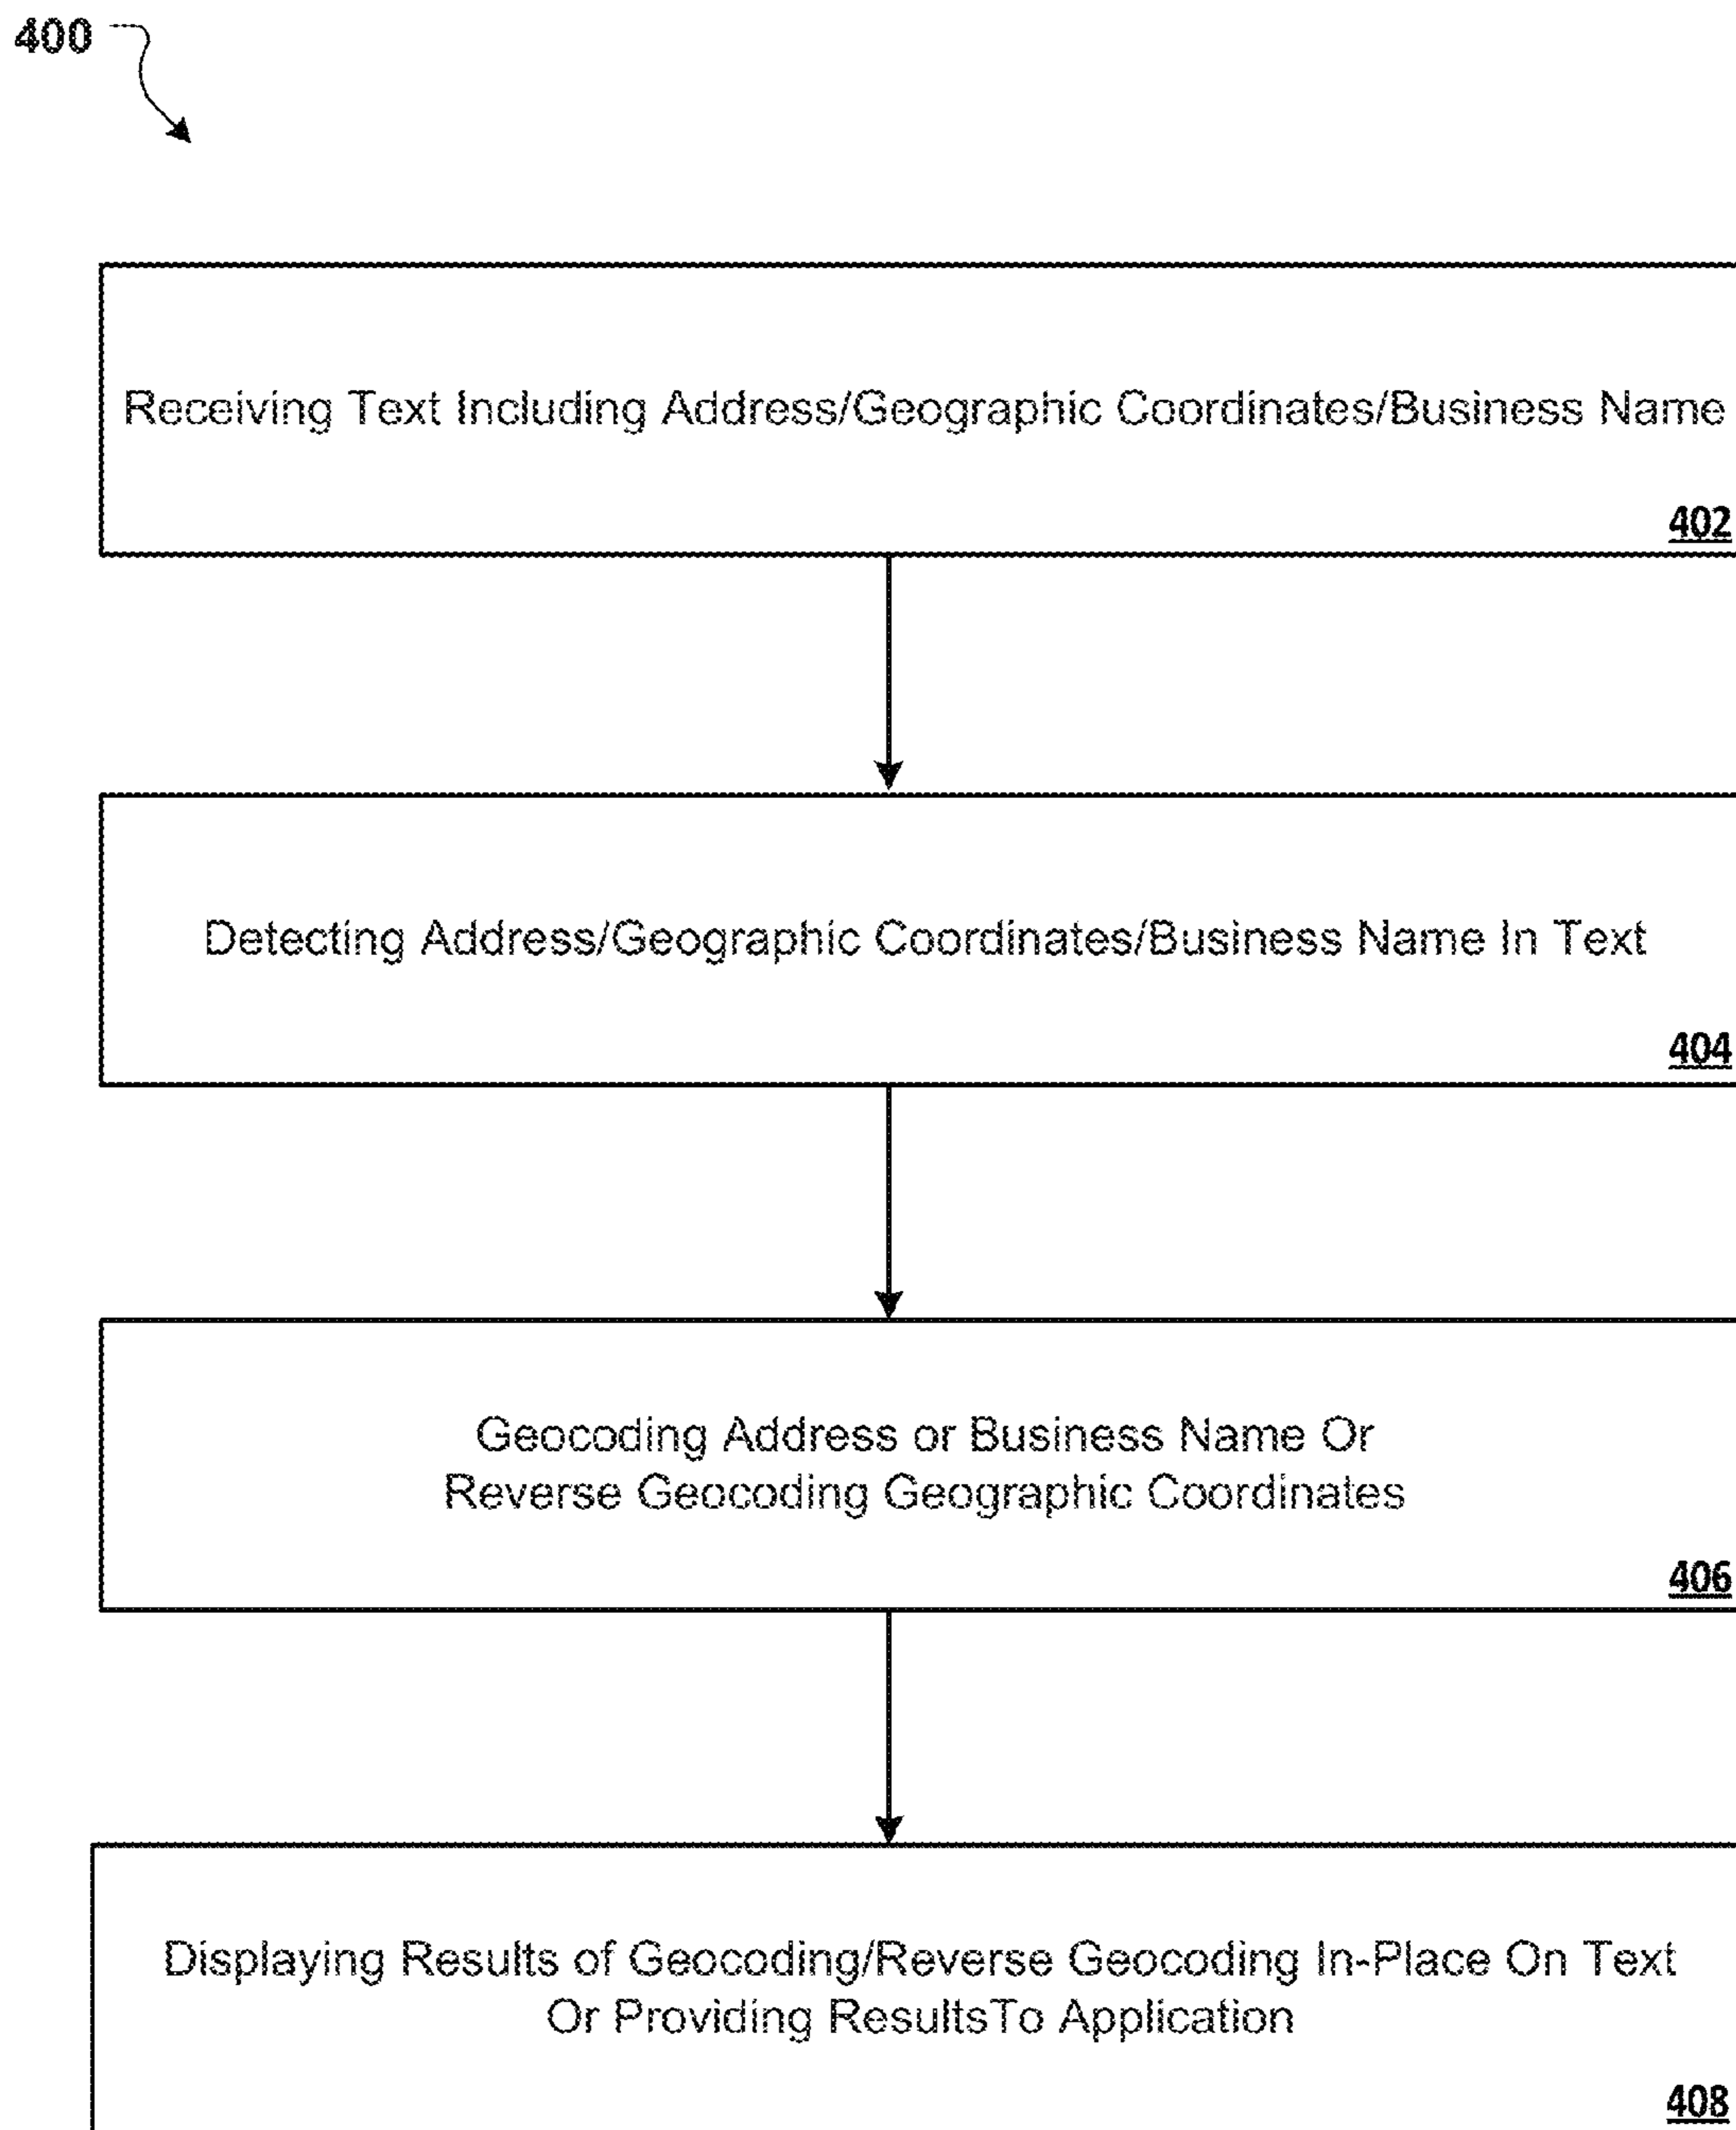 400
Receiving Text Including Address/Geographic Coordinates/Business Name
402
Detecting Address/Geographic Coordinates/Business Name In Text
404
Geocoding Address or Business Name Or
Reverse Geocoding Geographic Coordinates
406
Displaying Results of Geocoding/Reverse Geocoding In-Place On Text
Or Providing ResultsTo Application
408